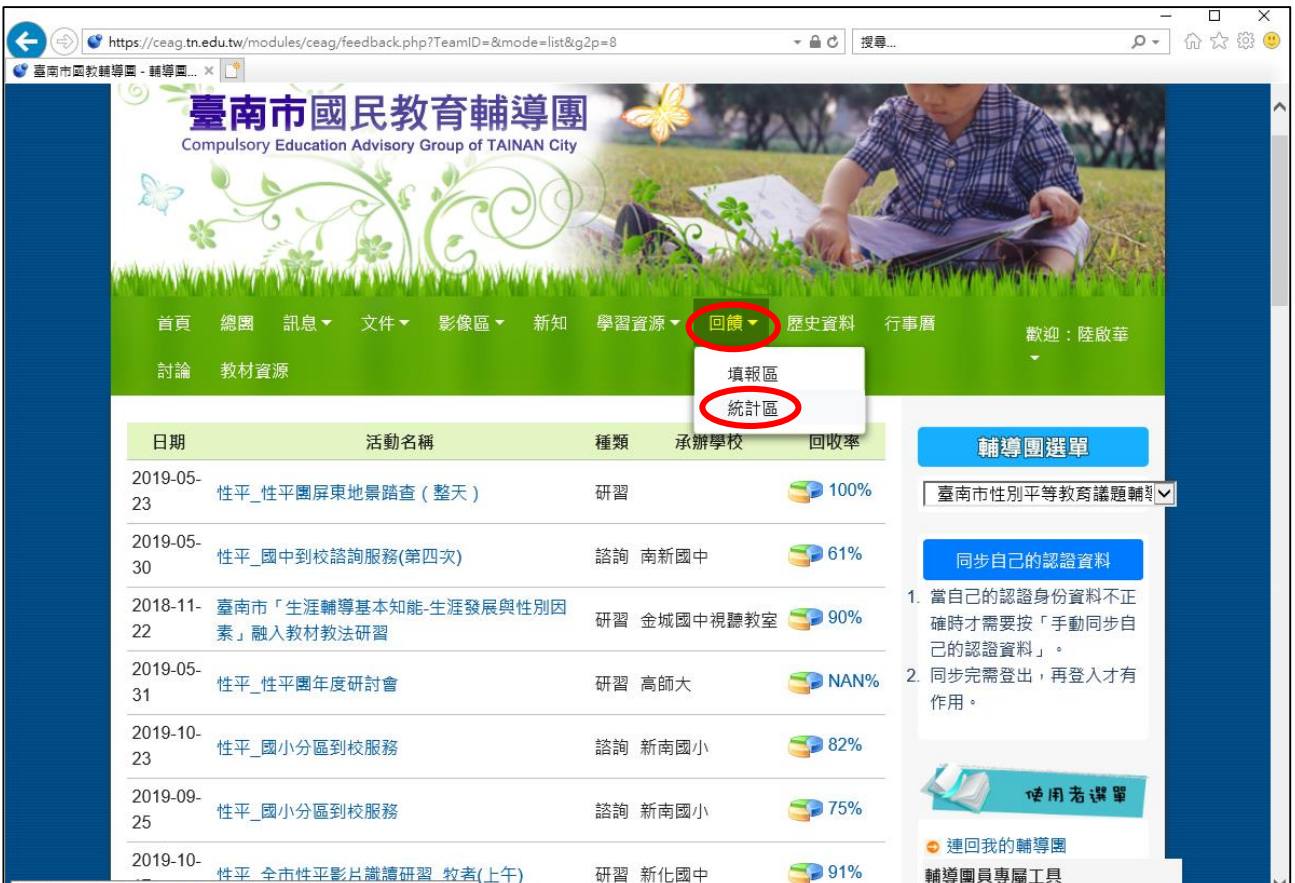 https://ceag.tn.edu.tw/modules/ceag/feedback.php?TeamID=&mode=list&g2p=8
搜尋...
臺南市國教輔導團 - 輔導團...
臺南市國民教育輔導團
Compulsory Education Advisory Group of TAINAN City
首頁 總團 訊息 文件 影像區 新知 學習資源 回饋 歷史資料 行事曆
歡迎：陸啟華
討論 教材資源
填報區
統計區
日期 活動名稱 種類 承辦學校 回收率
2019-05-23 性平_性平團屏東地景踏查（整天） 研習 100%
2019-05-30 性平_國中到校諮詢服務(第四次) 諮詢 南新國中 61%
2018-11-22 臺南市「生涯輔導基本知能-生涯發展與性別因
素」融入教材教法研習 研習 金城國中視聽教室 90%
2019-05-31 性平_性平團年度研討會 研習 高師大 NAN%
2019-10-23 性平_國小分區到校服務 諮詢 新南國小 82%
2019-09-25 性平_國小分區到校服務 諮詢 新南國小 75%
2019-10- 性平_全市性平影片識讀研習_牧者(上午) 研習 新化國中 91%
輔導團選單
臺南市性別平等教育議題輔
同步自己的認證資料
1. 當自己的認證身份資料不正
確時才需要按「手動同步自
己的認證資料」。
2. 同步完需登出，再登入才有
作用。
使用者選單
連回我的輔導團
輔導團員專屬工具